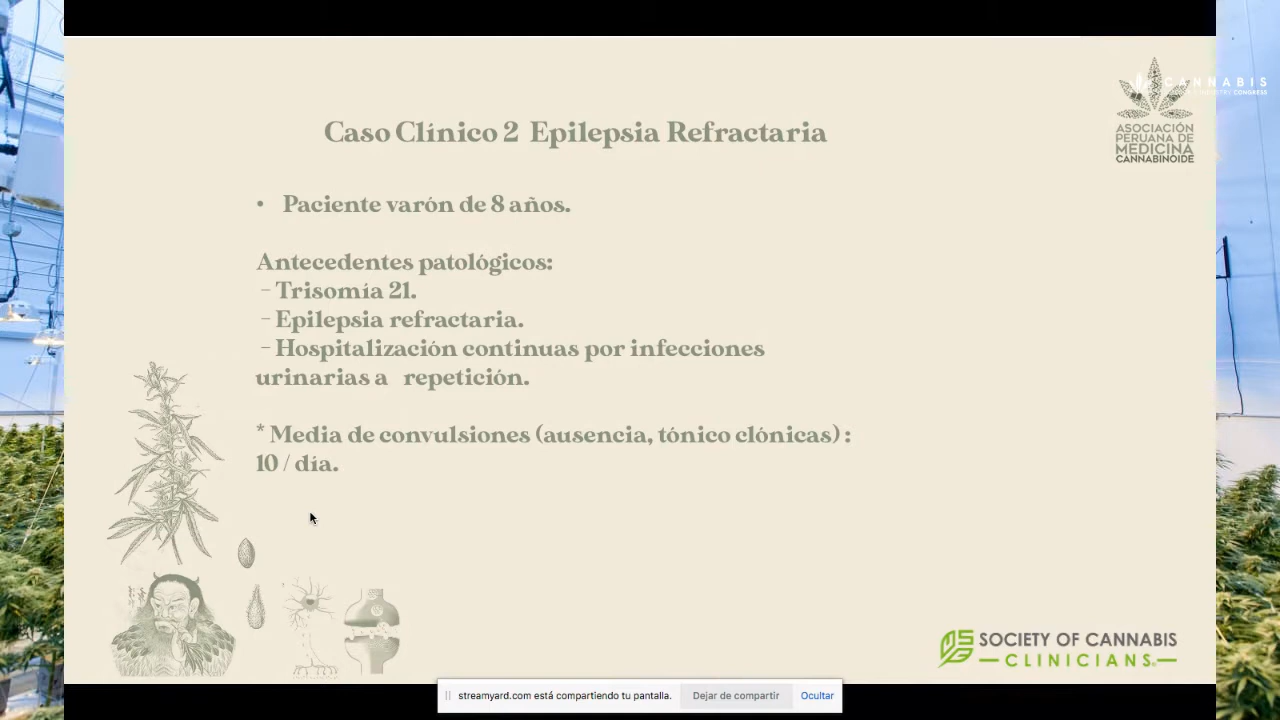 CANNABIS
CONGRESS
ASOCIACIÓN
PERUANA DE
MEDICINA
CANNABINOIDE
Caso Clínico 2 Epilepsia Refractaria
• Paciente varón de 8 años.
Antecedentes patológicos:
- Trisomía 21.
- Epilepsia refractaria.
- Hospitalización continuas por infecciones
urinarias a repetición.
* Media de convulsiones (ausencia, tónico clónicas) :
10 / día.
SOCIETY OF CANNABIS
CLINICIANS
streamyard.com está compartiendo tu pantalla. Dejar de compartir Ocultar